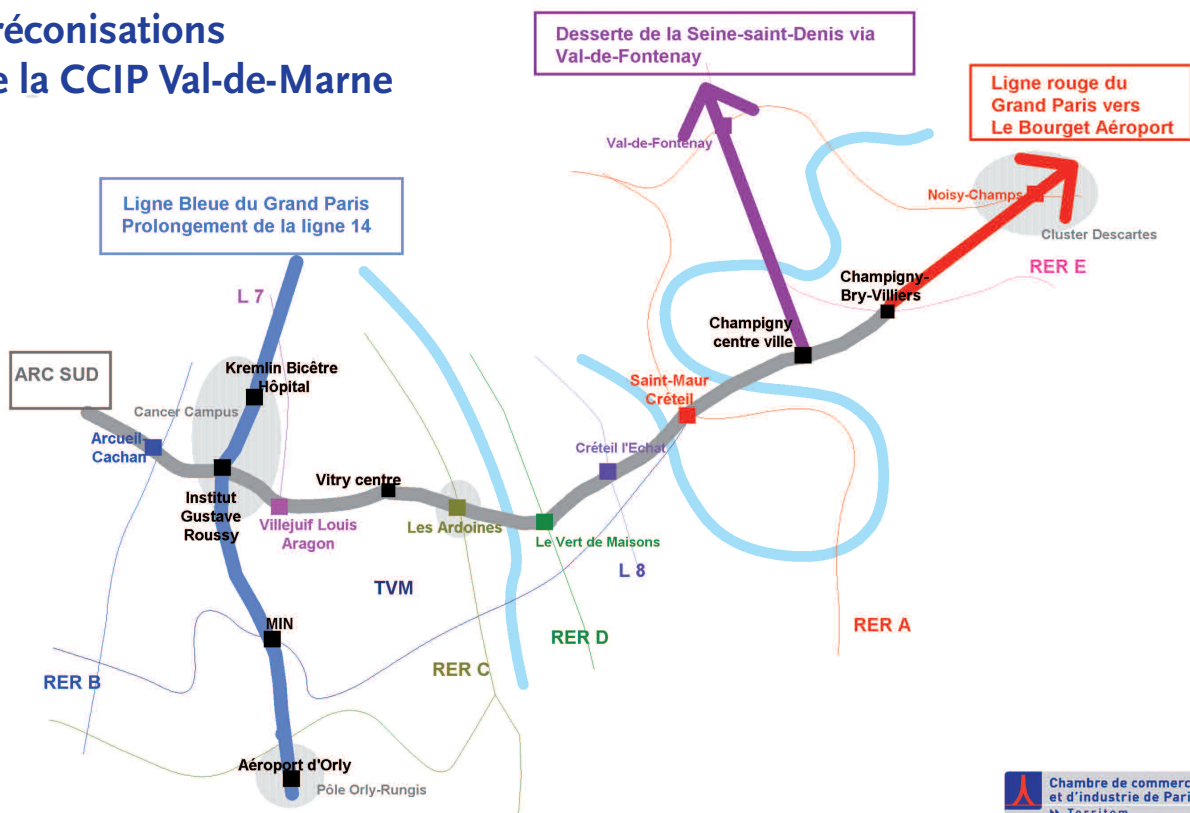 réconisations
e la CCIP Val-de-Marne
Desserte de la Seine-saint-Denis via
Val-de-Fontenay
Ligne rouge du
Grand Paris vers
Le Bourget Aéroport
Val-de-Fontenay
Noisy-Champs
Cluster Descartes
Ligne Bleue du Grand Paris
Prolongement de la ligne 14
RER E
Champigny-
Bry-Villiers
L 7
Champigny
centre ville
ARC SUD
Kremlin Bicêtre
Hôpital
Saint-Maur
Créteil
Cancer Campus
Arcueil
Cachan
Créteil l'Echat
Vitry centre
Institut
Gustave
Roussy
Villejuif Louis
Aragon
Les Ardoines
Le Vert de Maisons
L 8
TVM
MIN
RER D
RER A
RER C
RER B
Aéroport d'Orly
Pôle Orly-Rungis
Chambre de commerc
et d'industrie de Pari